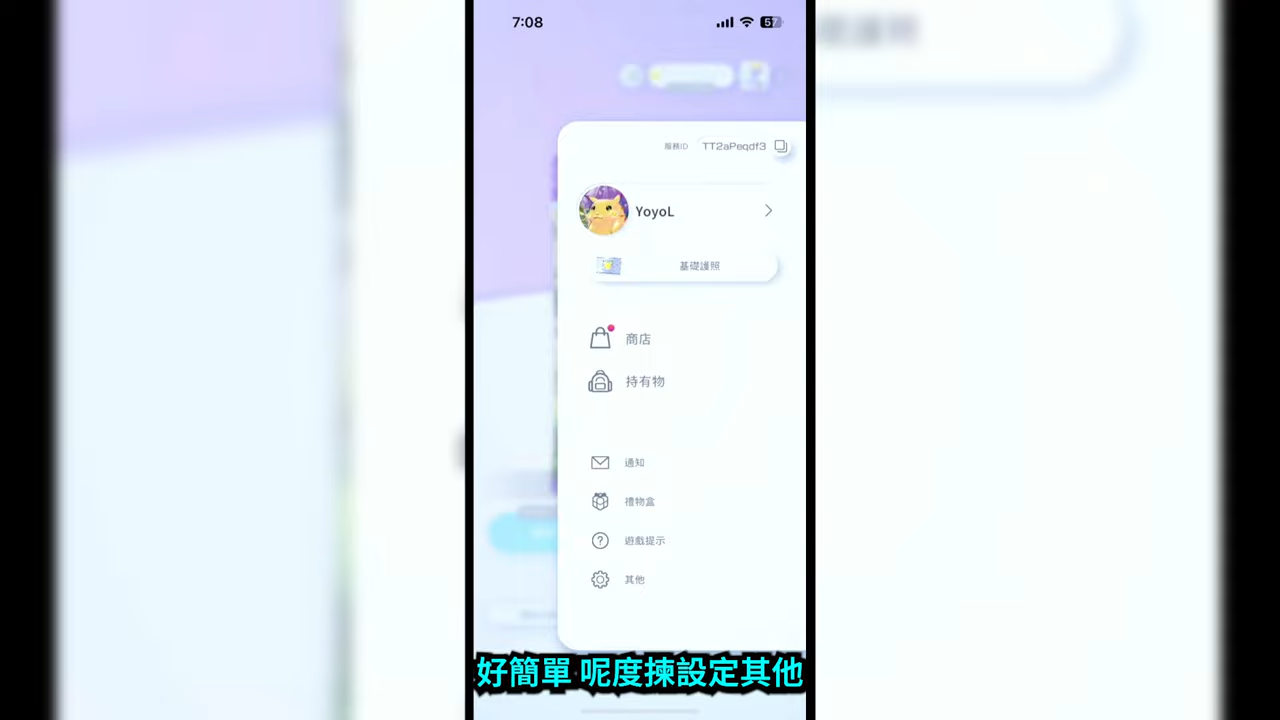 7:08
57
服務ID TT2aPeqdf3
YoyoL
基礎護照
商店
持有物
通知
禮物盒
遊戲提示
其他
好簡單 呢度揀設定其他